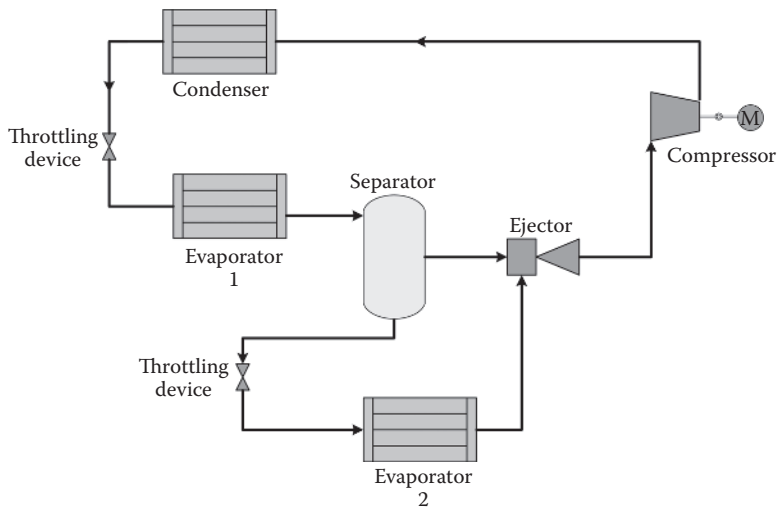 Condenser
M
Compressor
Throttling
device
Evaporator
1
Separator
Ejector
Throttling
device
Evaporator
2